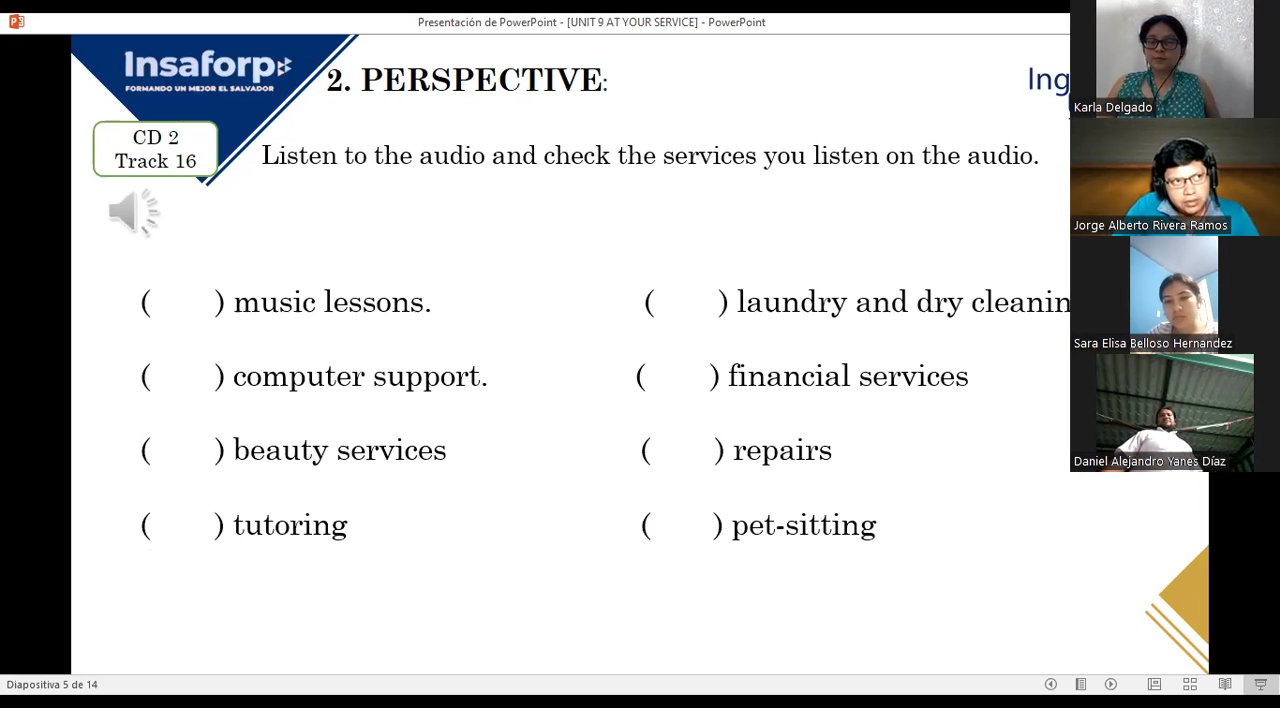 Presentación de PowerPoint - [UNIT 9 AT YOUR SERVICE] - PowerPoint
Insaforp
FORMANDO UN MEJOR EL SALVADOR
2. PERSPECTIVE:
Ing
CD 2
Track 16
Listen to the audio and check the services you listen on the audio.
( ) music lessons.
( ) laundry and dry cleanin
( ) computer support.
( ) financial services
( ) beauty services
( ) repairs
( ) tutoring
( ) pet-sitting
Karla Delgado
Jorge Alberto Rivera Ramos
Sara Elisa Belloso Hernandez
Daniel Alejandro Yanes Díaz
Diapositiva 5 de 14